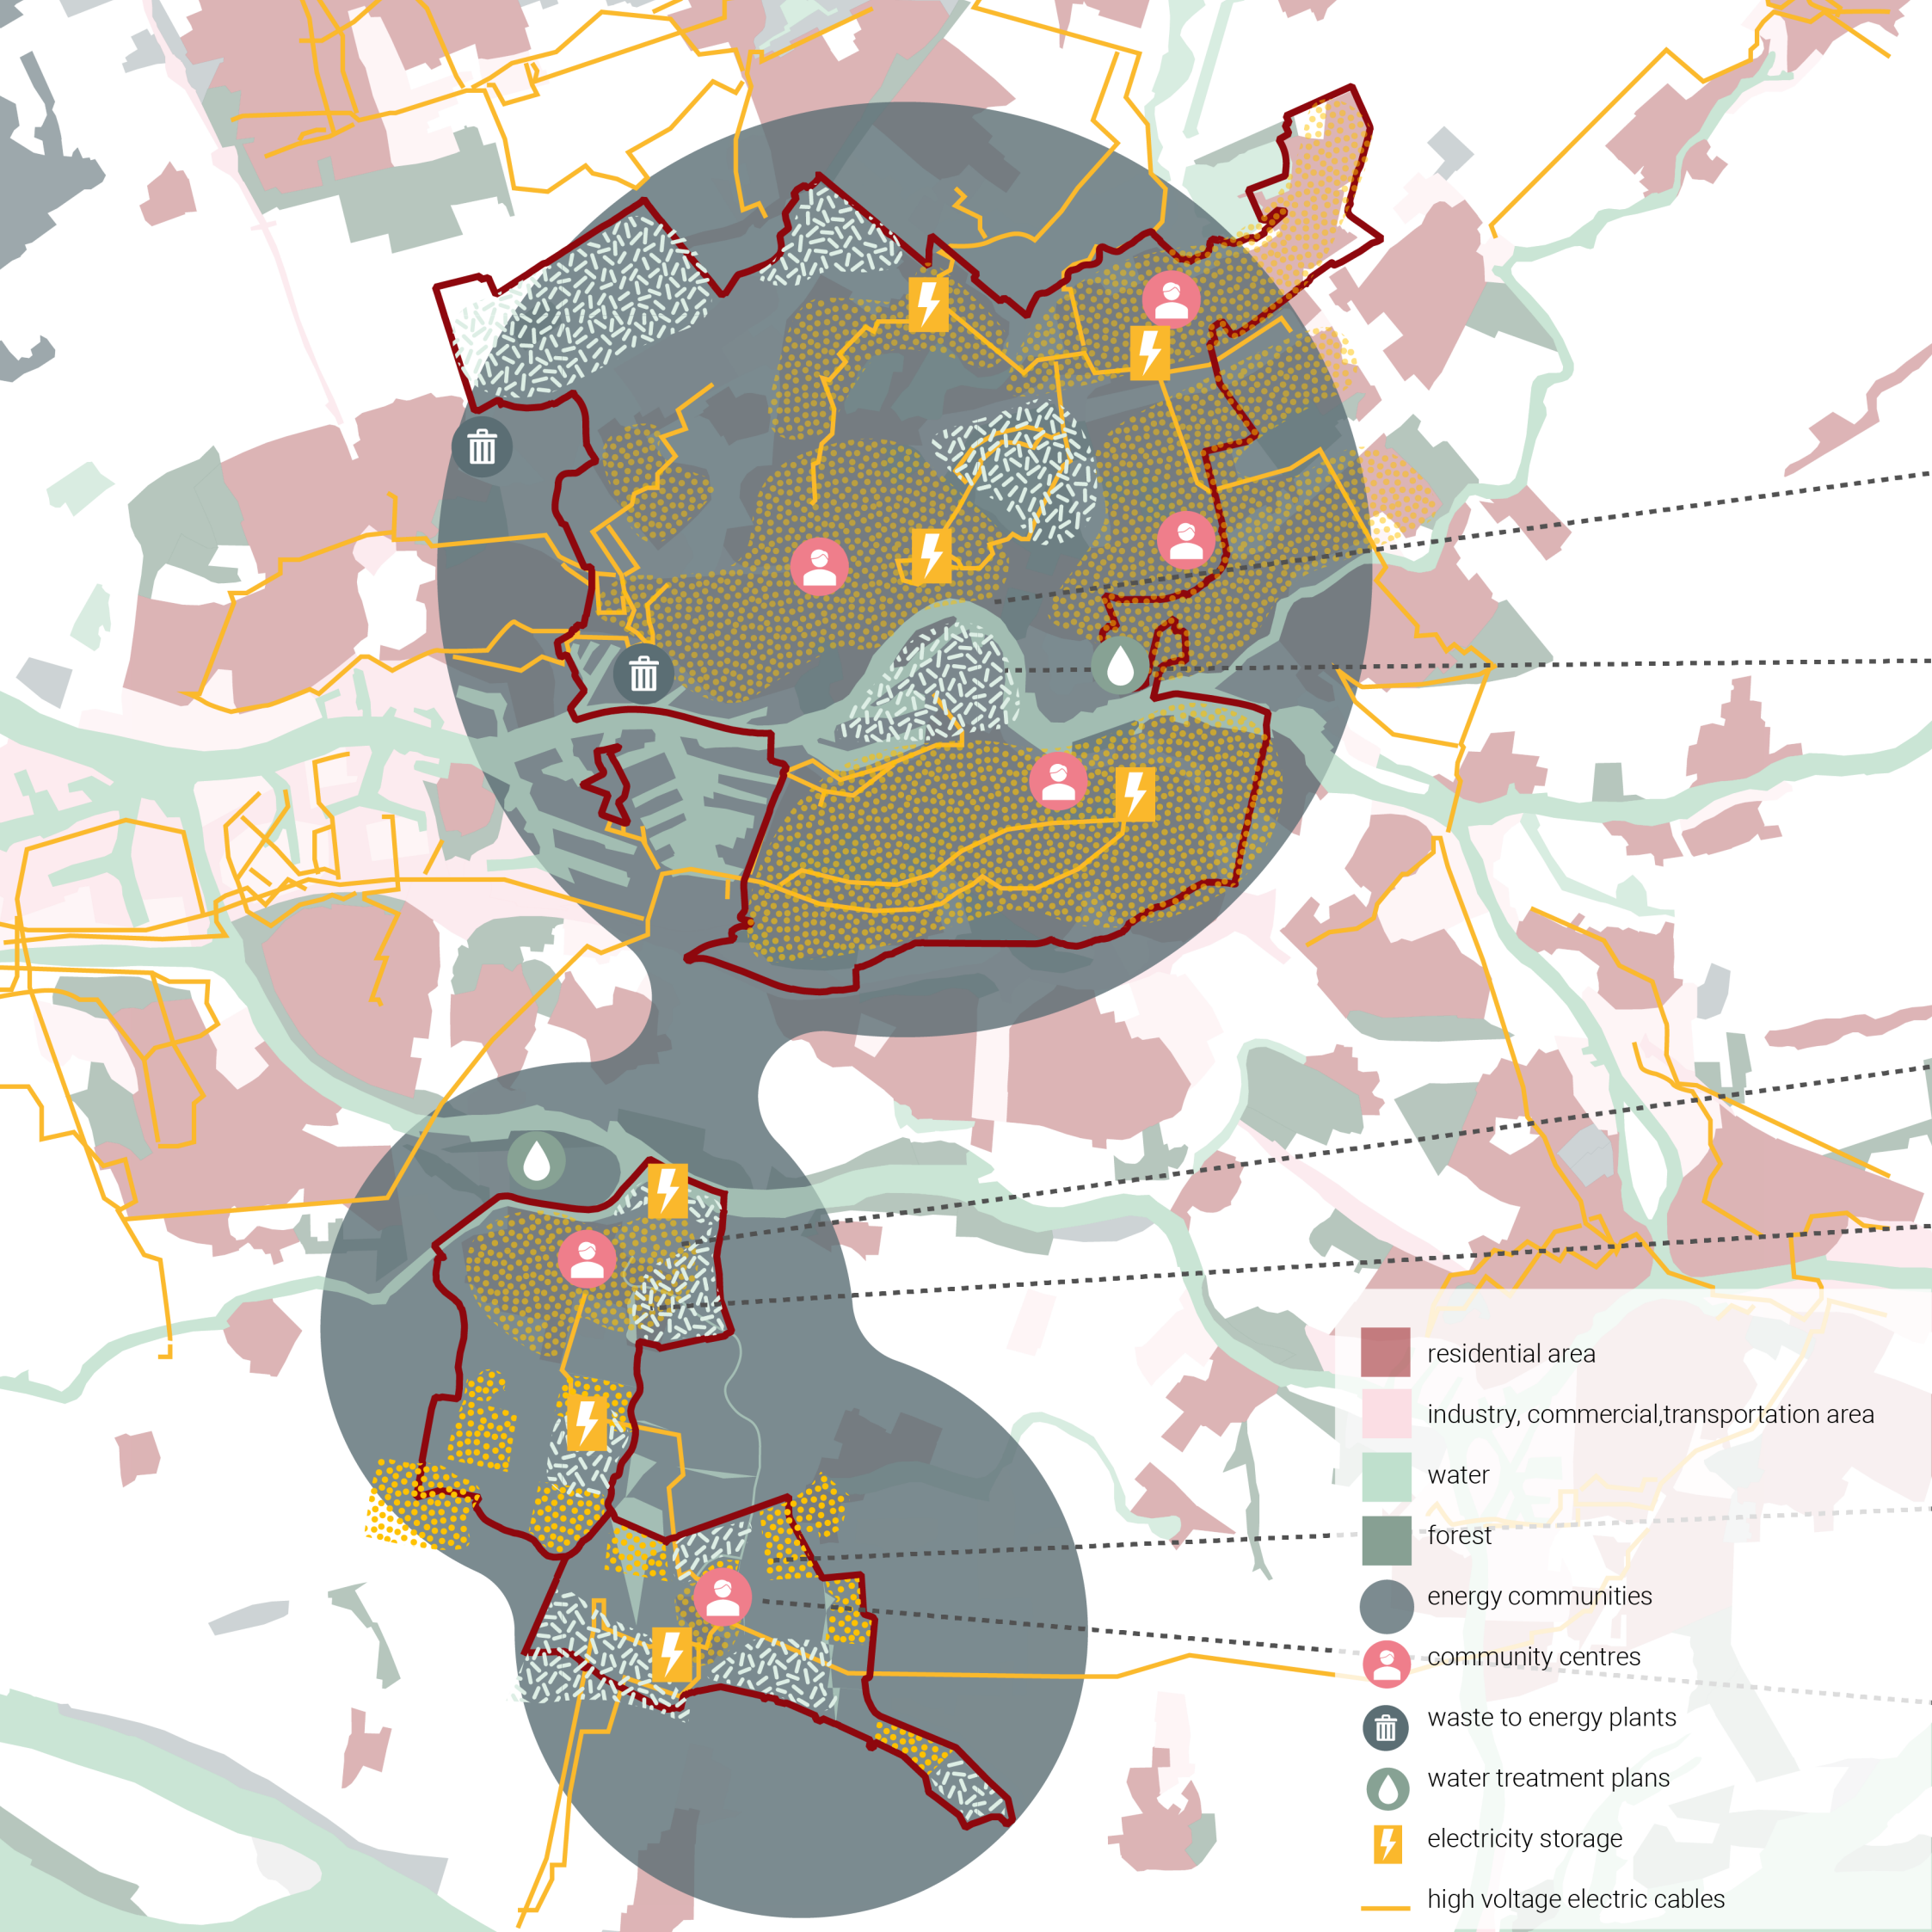 residential area
industry, commercial,transportation area
water
forest
energy communities
community centres
waste to energy plants
water treatment plans
electricity storage
high voltage electric cables